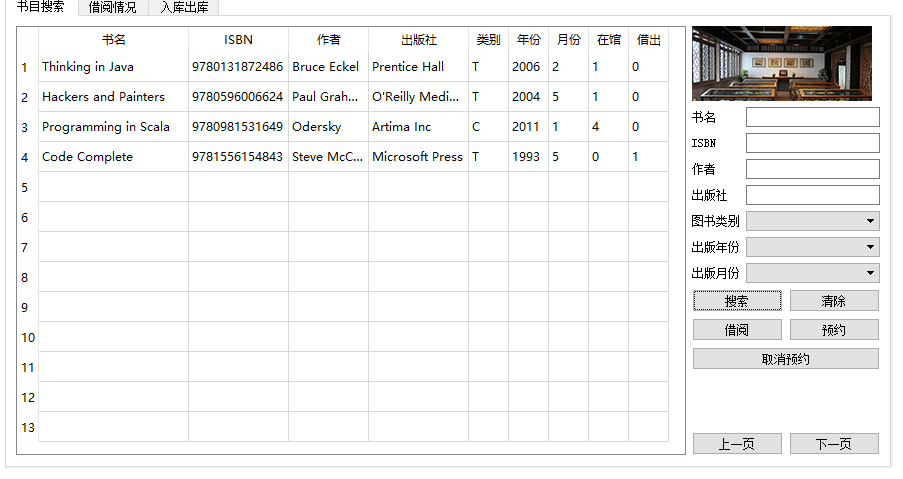 书目搜索 借阅情况 入库出库
书名 ISBN 作者 出版社 类别 年份 月份 在馆 借出
1 Thinking in Java 9780131872486 Bruce Eckel Prentice Hall T 2006 2 1 0
2 Hackers and Painters 9780596006624 Paul Grah... O'Reilly Medi... T 2004 5 1 0
3 Programming in Scala 9780981531649 Odersky Artima Inc C 2011 1 4 0
4 Code Complete 9781556154843 Steve McC... Microsoft Press T 1993 5 0 1
5
6
7
8
9
10
11
12
13
书名
ISBN
作者
出版社
图书类别
出版年份
出版月份
搜索 清除
借阅 预约
取消预约
上一页 下一页